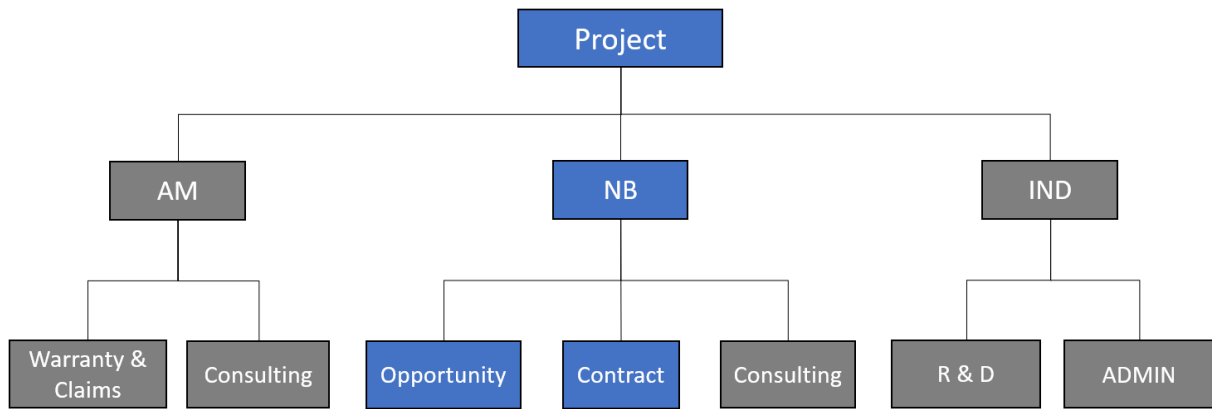 Project
AM
NB
IND
Warranty &
Claims
Consulting
Opportunity
Contract
Consulting
R & D
ADMIN